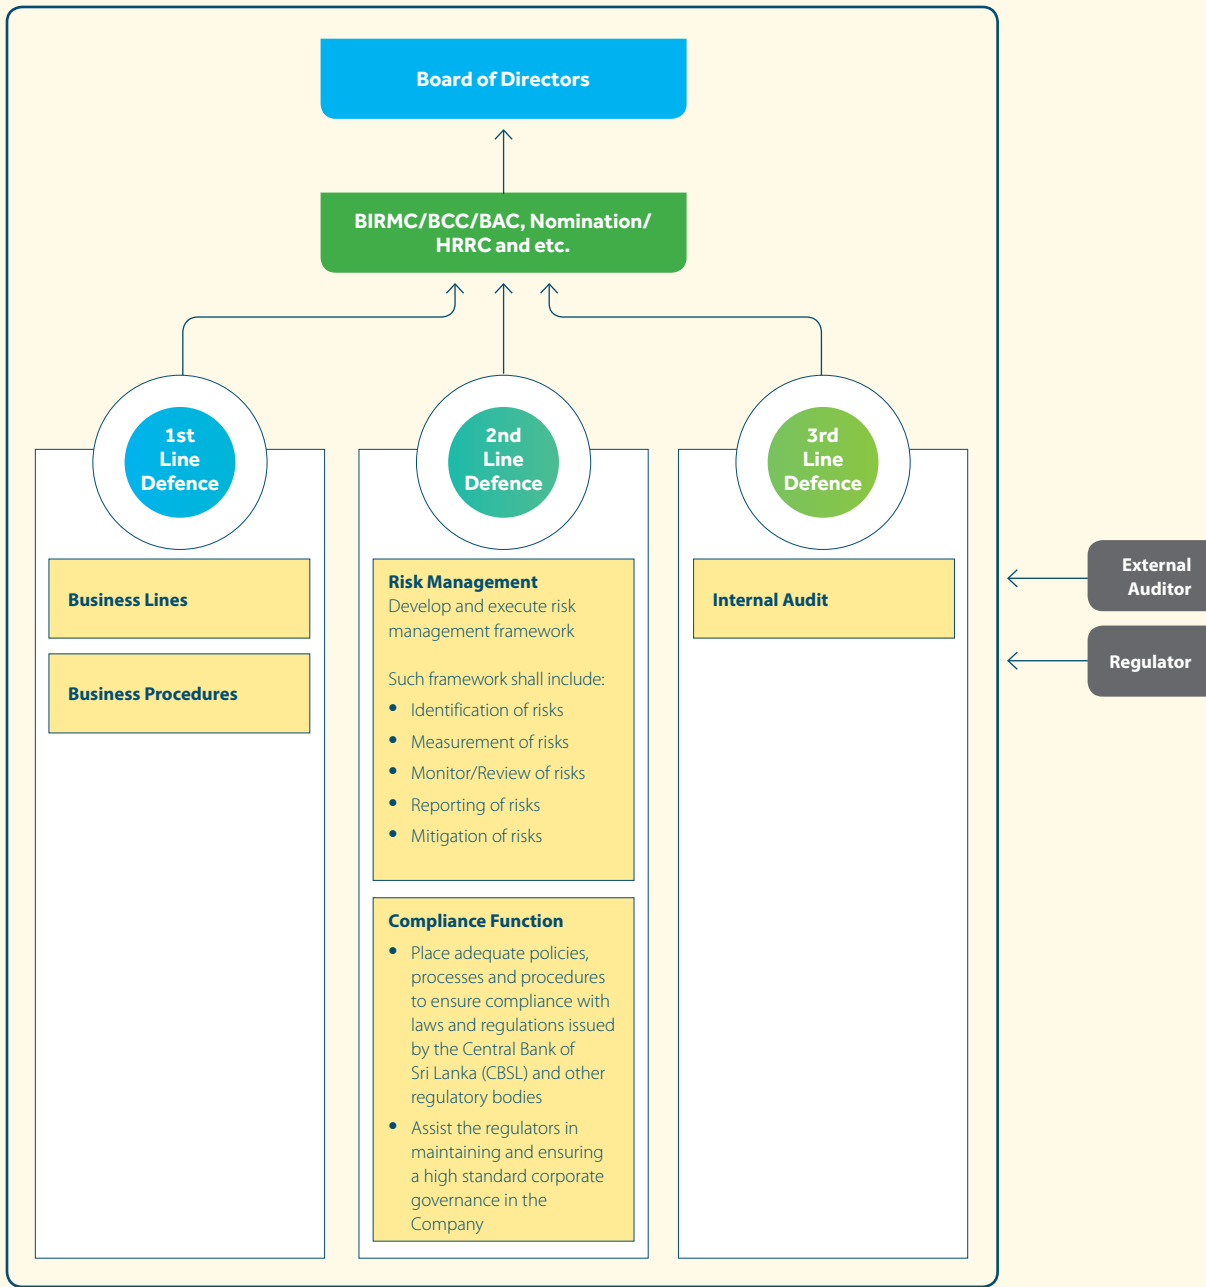 Board of Directors
BIRMC/BCC/BAC, Nomination/
HRRC and etc.
1st
Line
Defence
Business Lines
Business Procedures
2nd
Line
Defence
Risk Management
Develop and execute risk
management framework
Such framework shall include:
• Identification of risks
• Measurement of risks
• Monitor/Review of risks
• Reporting of risks
• Mitigation of risks
Compliance Function
• Place adequate policies,
processes and procedures
to ensure compliance with
laws and regulations issued
by the Central Bank of
Sri Lanka (CBSL) and other
regulatory bodies
• Assist the regulators in
maintaining and ensuring
a high standard corporate
governance in the
Company
3rd
Line
Defence
Internal Audit
External
Auditor
Regulator